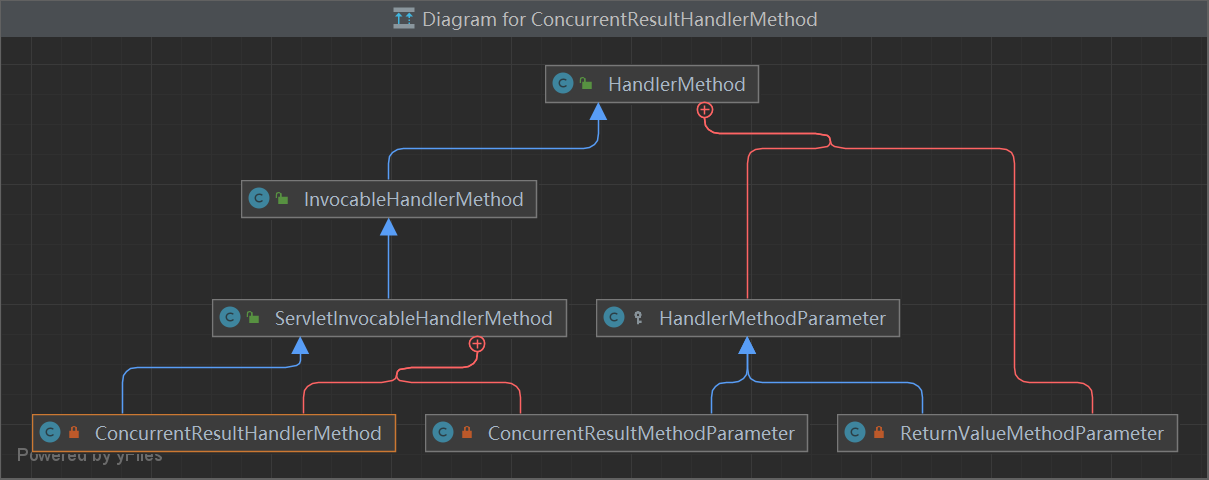 Diagram for ConcurrentResultHandlerMethod
C HandlerMethod
C InvocableHandlerMethod
C ServletInvocableHandlerMethod
C HandlerMethodParameter
C ConcurrentResultHandlerMethod
C ConcurrentResultMethodParameter
C ReturnValueMethodParameter
Powered by yFiles